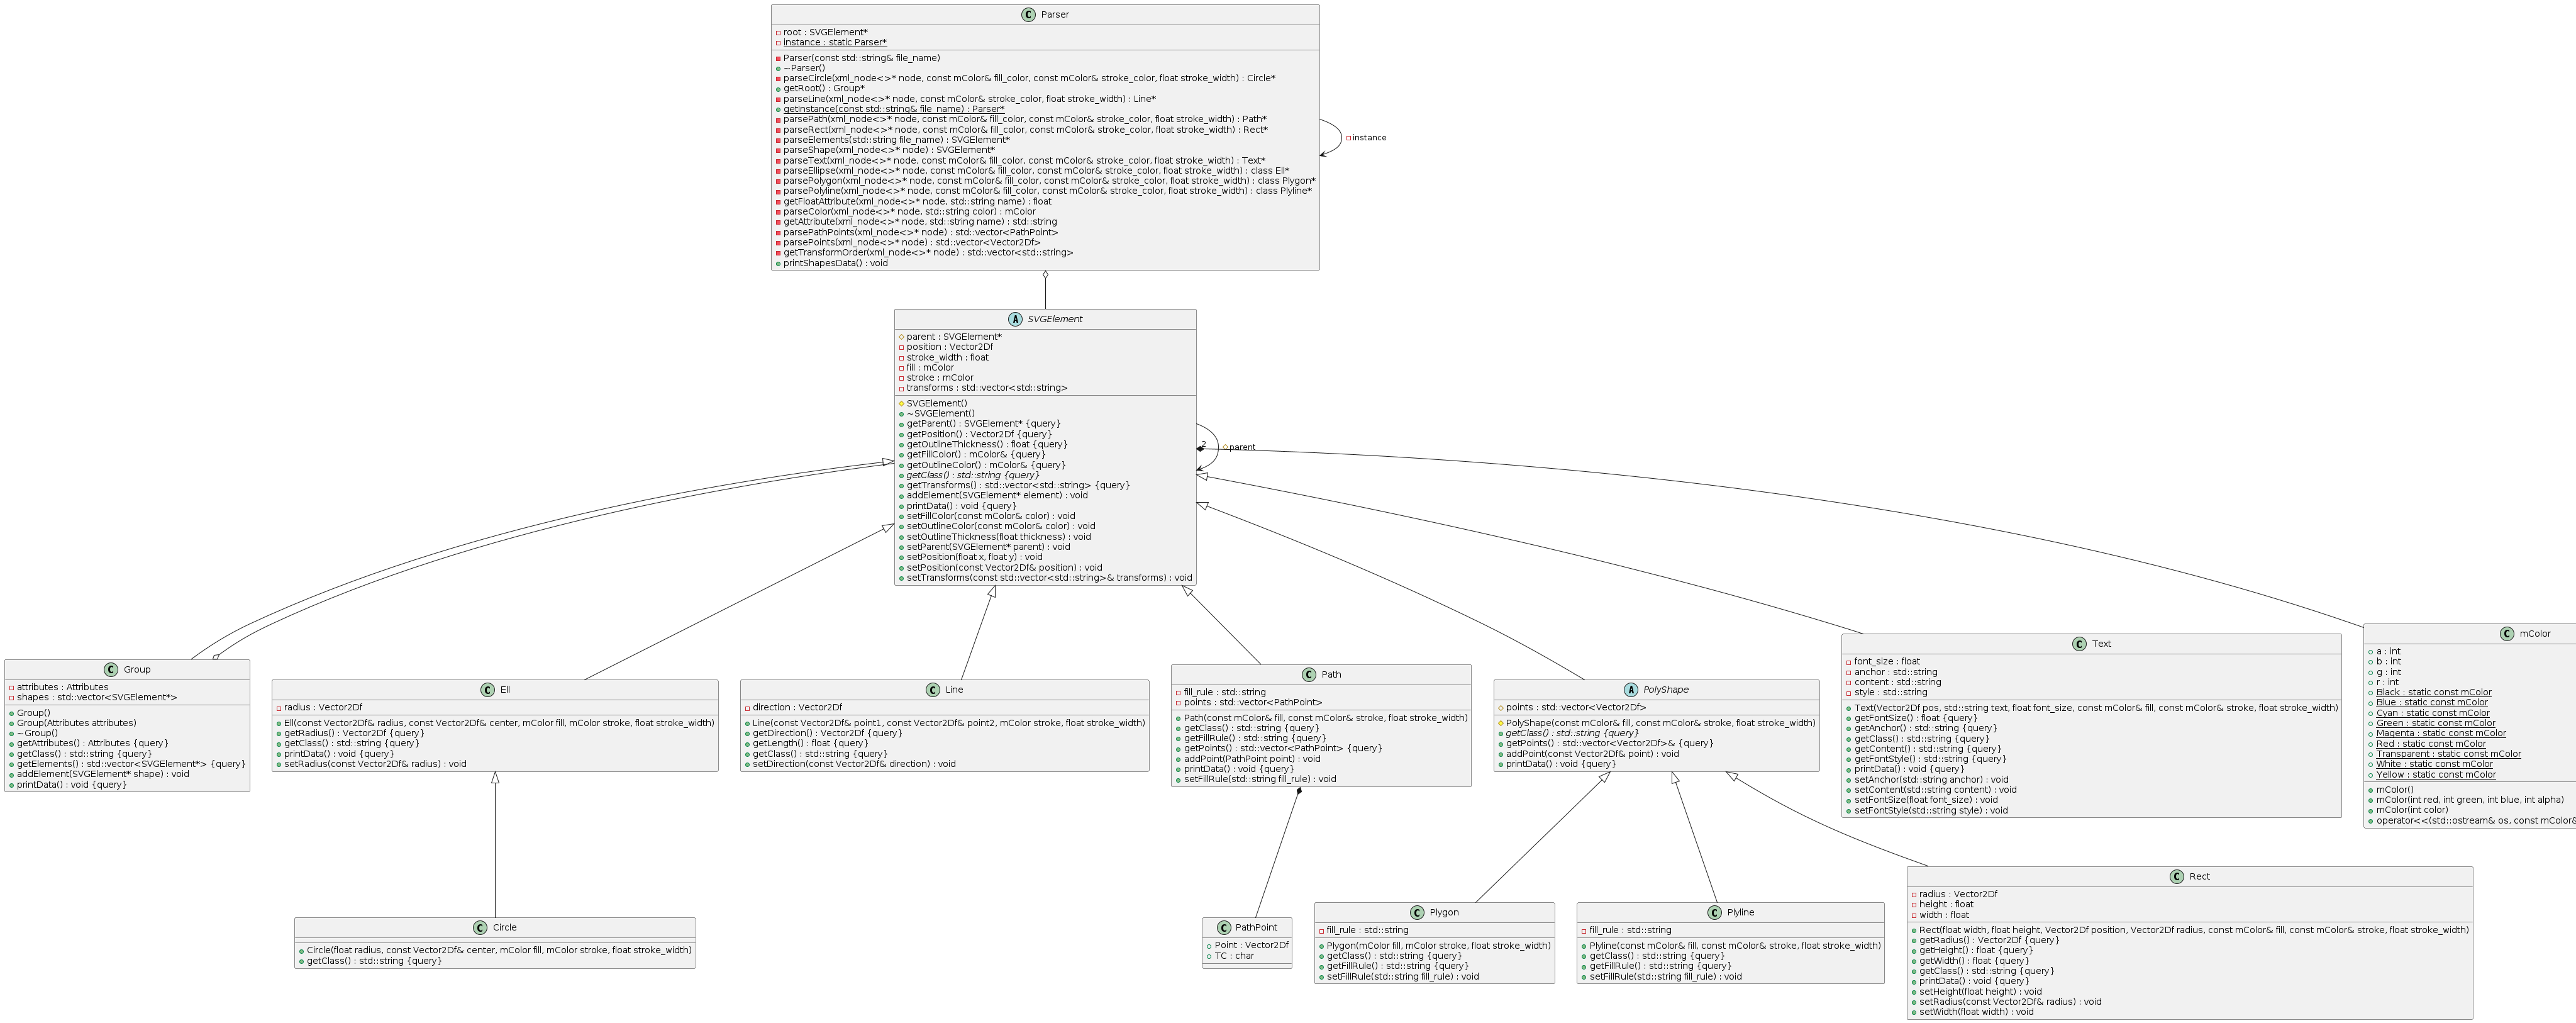 C Parser
root : SVGElement*
instance : static Parser*
Parser(const std::string& file_name)
~Parser()
parseCircle(xml_node<>* node, const mColor& fill_color, const mColor& stroke_color, float stroke_width) : Circle*
getRoot() : Group*
parseLine(xml_node<>* node, const mColor& stroke_color, float stroke_width) : Line*
getInstance(const std::string& file_name) : Parser*
parsePath(xml_node<>* node, const mColor& fill_color, const mColor& stroke_color, float stroke_width) : Path*
parseRect(xml_node<>* node, const mColor& fill_color, const mColor& stroke_color, float stroke_width) : Rect*
parseElements(std::string file_name) : SVGElement*
parseShape(xml_node<>* node) : SVGElement*
parseText(xml_node<>* node, const mColor& fill_color, const mColor& stroke_color, float stroke_width) : Text*
parseEllipse(xml_node<>* node, const mColor& fill_color, const mColor& stroke_color, float stroke_width) : class Ell*
parsePolygon(xml_node<>* node, const mColor& fill_color, const mColor& stroke_color, float stroke_width) : class Plygon*
parsePolyline(xml_node<>* node, const mColor& fill_color, const mColor& stroke_color, float stroke_width) : class Plyline*
getFloatAttribute(xml_node<>* node, std::string name) : float
parseColor(xml_node<>* node, std::string color) : mColor
getAttribute(xml_node<>* node, std::string name) : std::string
parsePathPoints(xml_node<>* node) : std::vector<PathPoint>
parsePoints(xml_node<>* node) : std::vector<Vector2Df>
getTransformOrder(xml_node<>* node) : std::vector<std::string>
printShapesData() : void
instance
A SVGElement
parent : SVGElement*
position : Vector2Df
stroke_width : float
fill : mColor
stroke : mColor
transforms : std::vector<std::string>
SVGElement()
~SVGElement()
getParent() : SVGElement* {query}
getPosition() : Vector2Df {query}
getOutlineThickness() : float {query}
getFillColor() : mColor& {query}
getOutlineColor() : mColor& {query}
getClass() : std::string {query}
getTransforms() : std::vector<std::string> {query}
addElement(SVGElement* element) : void
printData() : void {query}
setFillColor(const mColor& color) : void
setOutlineColor(const mColor& color) : void
setOutlineThickness(float thickness) : void
setParent(SVGElement* parent) : void
setPosition(float x, float y) : void
setPosition(const Vector2Df& position) : void
setTransforms(const std::vector<std::string>& transforms) : void
2
parent
C Group
attributes : Attributes
shapes : std::vector<SVGElement*>
Group()
Group(Attributes attributes)
~Group()
getAttributes() : Attributes {query}
getClass() : std::string {query}
getElements() : std::vector<SVGElement*> {query}
addElement(SVGElement* shape) : void
printData() : void {query}
C Ell
radius : Vector2Df
Ell(const Vector2Df& radius, const Vector2Df& center, mColor fill, mColor stroke, float stroke_width)
getRadius() : Vector2Df {query}
getClass() : std::string {query}
printData() : void {query}
setRadius(const Vector2Df& radius) : void
C Line
direction : Vector2Df
Line(const Vector2Df& point1, const Vector2Df& point2, mColor stroke, float stroke_width)
getDirection() : Vector2Df {query}
getLength() : float {query}
getClass() : std::string {query}
setDirection(const Vector2Df& direction) : void
C Path
fill_rule : std::string
points : std::vector<PathPoint>
Path(const mColor& fill, const mColor& stroke, float stroke_width)
getClass() : std::string {query}
getFillRule() : std::string {query}
getPoints() : std::vector<PathPoint> {query}
addPoint(PathPoint point) : void
printData() : void {query}
setFillRule(std::string fill_rule) : void
A PolyShape
points : std::vector<Vector2Df>
PolyShape(const mColor& fill, const mColor& stroke, float stroke_width)
getClass() : std::string {query}
getPoints() : std::vector<Vector2Df>& {query}
addPoint(const Vector2Df& point) : void
printData() : void {query}
C Text
font_size : float
anchor : std::string
content : std::string
style : std::string
Text(Vector2Df pos, std::string text, float font_size, const mColor& fill, const mColor& stroke, float stroke_width)
getFontSize() : float {query}
getAnchor() : std::string {query}
getClass() : std::string {query}
getContent() : std::string {query}
getFontStyle() : std::string {query}
printData() : void {query}
setAnchor(std::string anchor) : void
setContent(std::string content) : void
setFontSize(float font_size) : void
setFontStyle(std::string style) : void
C mColor
a : int
b : int
g : int
r : int
Black : static const mColor
Blue : static const mColor
Cyan : static const mColor
Green : static const mColor
Magenta : static const mColor
Red : static const mColor
Transparent : static const mColor
White : static const mColor
Yellow : static const mColor
mColor()
mColor(int red, int green, int blue, int alpha)
mColor(int color)
operator<<(std::ostream& os, const mColor&
C Circle
Circle(float radius, const Vector2Df& center, mColor fill, mColor stroke, float stroke_width)
getClass() : std::string {query}
C PathPoint
Point : Vector2Df
TC : char
C Plygon
fill_rule : std::string
Plygon(mColor fill, mColor stroke, float stroke_width)
getClass() : std::string {query}
getFillRule() : std::string {query}
setFillRule(std::string fill_rule) : void
C Plyline
fill_rule : std::string
Plyline(const mColor& fill, const mColor& stroke, float stroke_width)
getClass() : std::string {query}
getFillRule() : std::string {query}
setFillRule(std::string fill_rule) : void
C Rect
radius : Vector2Df
height : float
width : float
Rect(float width, float height, Vector2Df position, Vector2Df radius, const mColor& fill, const mColor& stroke, float stroke_width)
getRadius() : Vector2Df {query}
getHeight() : float {query}
getWidth() : float {query}
getClass() : std::string {query}
printData() : void {query}
setHeight(float height) : void
setRadius(const Vector2Df& radius) : void
setWidth(float width) : void